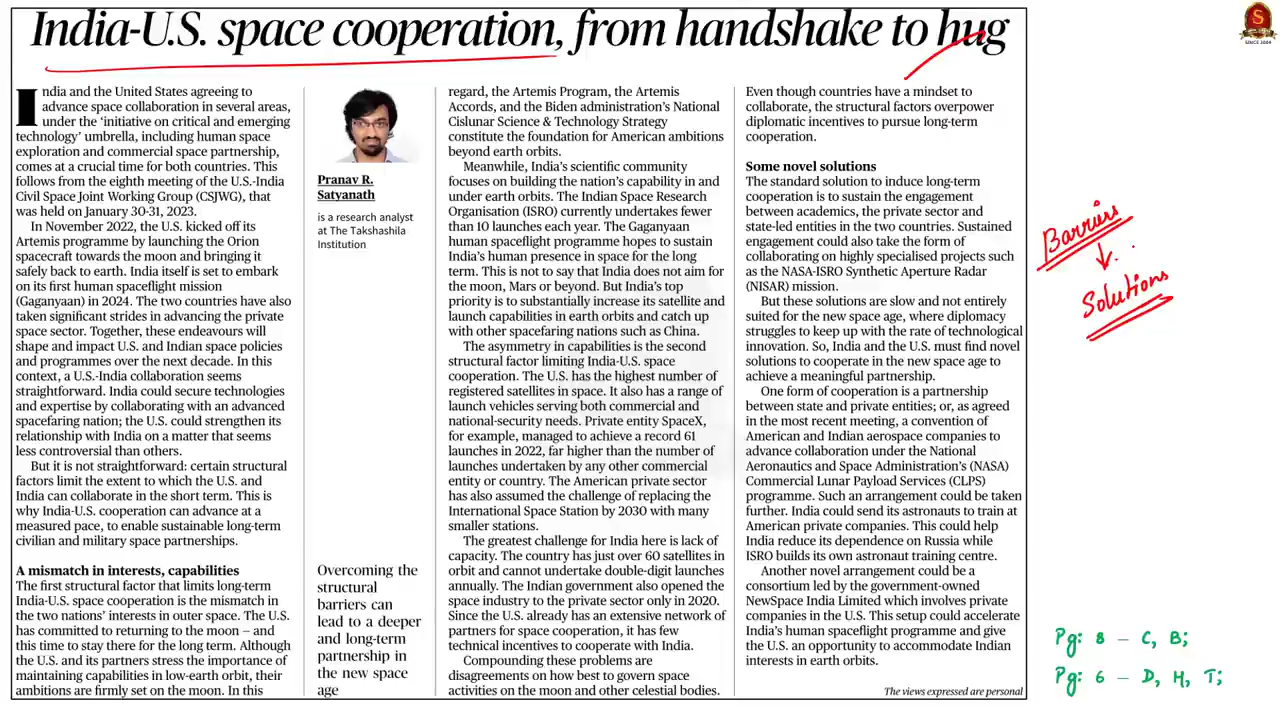 India-U.S. space cooperation, from handshake to hug
India and the United States agreeing to
advance space collaboration in several areas,
under the ‘initiative on critical and emerging
technology’ umbrella, including human space
exploration and commercial space partnership,
comes at a crucial time for both countries. This
follows from the eighth meeting of the U.S.-India
Civil Space Joint Working Group (CSJWG), that
was held on January 30-31, 2023.
In November 2022, the U.S. kicked off its
Artemis programme by launching the Orion
spacecraft towards the moon and bringing it
safely back to earth. India itself is set to embark
on its first human spaceflight mission
(Gaganyaan) in 2024. The two countries have also
taken significant strides in advancing the private
space sector. Together, these endeavours will
shape and impact U.S. and Indian space policies
and programmes over the next decade. In this
context, a U.S.-India collaboration seems
straightforward. India could secure technologies
and expertise by collaborating with an advanced
spacefaring nation; the U.S. could strengthen its
relationship with India on a matter that seems
less controversial than others.
But it is not straightforward: certain structural
factors limit the extent to which the U.S. and
India can collaborate in the short term. This is
why India-U.S. cooperation can advance at a
measured pace, to enable sustainable long-term
civilian and military space partnerships.
A mismatch in interests, capabilities
The first structural factor that limits long-term
India-U.S. space cooperation is the mismatch in
the two nations’ interests in outer space. The U.S.
has committed to returning to the moon — and
this time to stay there for the long term. Although
the U.S. and its partners stress the importance of
maintaining capabilities in low-earth orbit, their
ambitions are firmly set on the moon. In this
Pranav R.
Satyanath
is a research analyst
at The Takshashila
Institution
Overcoming the
structural
barriers can
lead to a deeper
and long-term
partnership in
the new space
age
regard, the Artemis Program, the Artemis
Accords, and the Biden administration’s National
Cislunar Science & Technology Strategy
constitute the foundation for American ambitions
beyond earth orbits.
Meanwhile, India’s scientific community
focuses on building the nation’s capability in and
under earth orbits. The Indian Space Research
Organisation (ISRO) currently undertakes fewer
than 10 launches each year. The Gaganyaan
human spaceflight programme hopes to sustain
India’s human presence in space for the long
term. This is not to say that India does not aim for
the moon, Mars or beyond. But India’s top
priority is to substantially increase its satellite and
launch capabilities in earth orbits and catch up
with other spacefaring nations such as China.
The asymmetry in capabilities is the second
structural factor limiting India-U.S. space
cooperation. The U.S. has the highest number of
registered satellites in space. It also has a range of
launch vehicles serving both commercial and
national-security needs. Private entity SpaceX,
for example, managed to achieve a record 61
launches in 2022, far higher than the number of
launches undertaken by any other commercial
entity or country. The American private sector
has also assumed the challenge of replacing the
International Space Station by 2030 with many
smaller stations.
The greatest challenge for India here is lack of
capacity. The country has just over 60 satellites in
orbit and cannot undertake double-digit launches
annually. The Indian government also opened the
space industry to the private sector only in 2020.
Since the U.S. already has an extensive network of
partners for space cooperation, it has few
technical incentives to cooperate with India.
Compounding these problems are
disagreements on how best to govern space
activities on the moon and other celestial bodies.
Even though countries have a mindset to
collaborate, the structural factors overpower
diplomatic incentives to pursue long-term
cooperation.
Some novel solutions
The standard solution to induce long-term
cooperation is to sustain the engagement
between academics, the private sector and
state-led entities in the two countries. Sustained
engagement could also take the form of
collaborating on highly specialised projects such
as the NASA-ISRO Synthetic Aperture Radar
(NISAR) mission.
But these solutions are slow and not entirely
suited for the new space age, where diplomacy
struggles to keep up with the rate of technological
innovation. So, India and the U.S. must find novel
solutions to cooperate in the new space age to
achieve a meaningful partnership.
One form of cooperation is a partnership
between state and private entities; or, as agreed
in the most recent meeting, a convention of
American and Indian aerospace companies to
advance collaboration under the National
Aeronautics and Space Administration’s (NASA)
Commercial Lunar Payload Services (CLPS)
programme. Such an arrangement could be taken
further. India could send its astronauts to train at
American private companies. This could help
India reduce its dependence on Russia while
ISRO builds its own astronaut training centre.
Another novel arrangement could be a
consortium led by the government-owned
NewSpace India Limited which involves private
companies in the U.S. This setup could accelerate
India’s human spaceflight programme and give
the U.S. an opportunity to accommodate Indian
interests in earth orbits.
The views expressed are personal
S
SINCE 2004
Barriers
Solutions
Pg: 8 - C, B;
Pg: 6 - D, H, T;